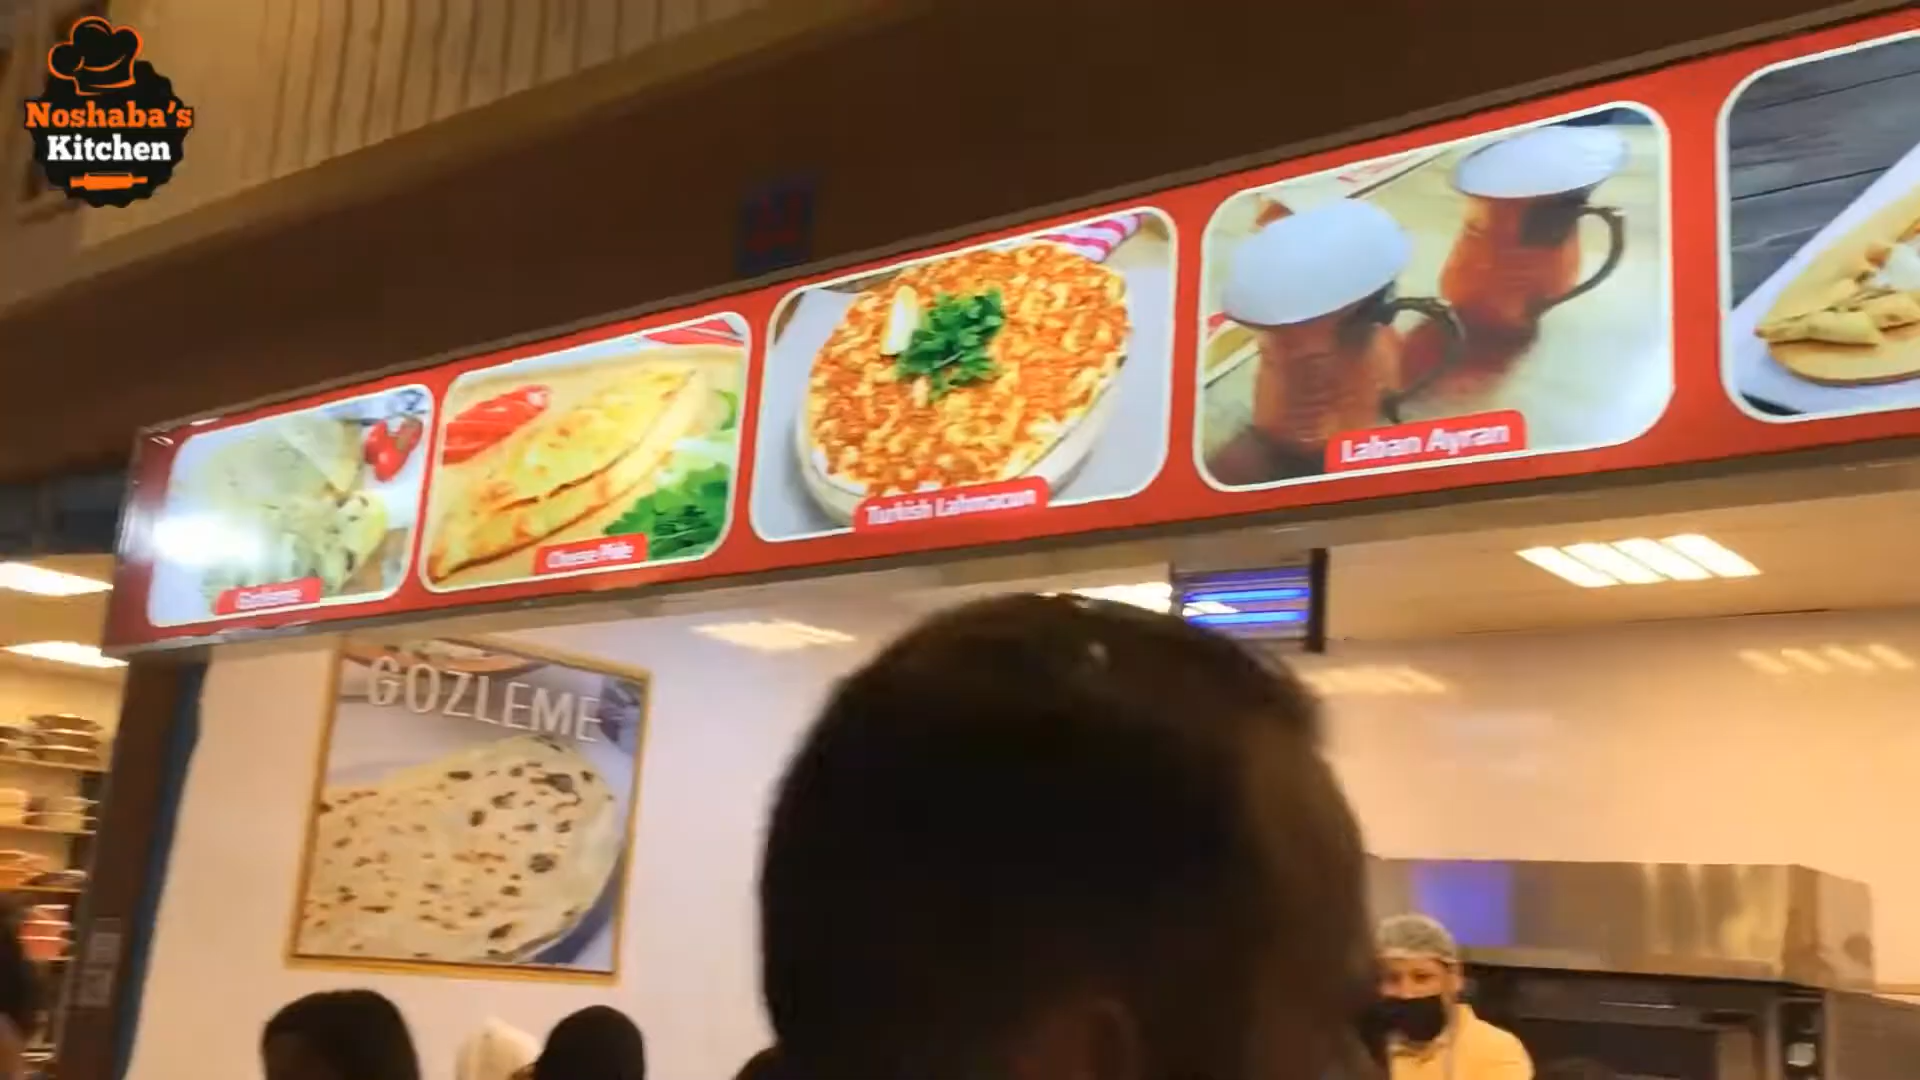 Noshaba's
Kitchen
Gozleme
Cheese Pide
Turkish Lahmacun
Laban Ayran
GOZLEME